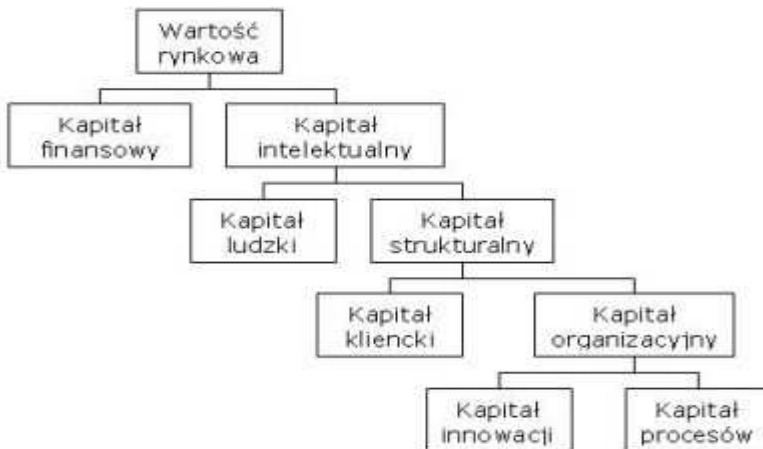 Wartość
rynkowa
Kapitał
finansowy
Kapitał
intelektualny
Kapitał
ludzki
Kapitał
strukturalny
Kapitał
kliencki
Kapitał
organizacyjny
Kapitał
innowacji
Kapitał
procesów